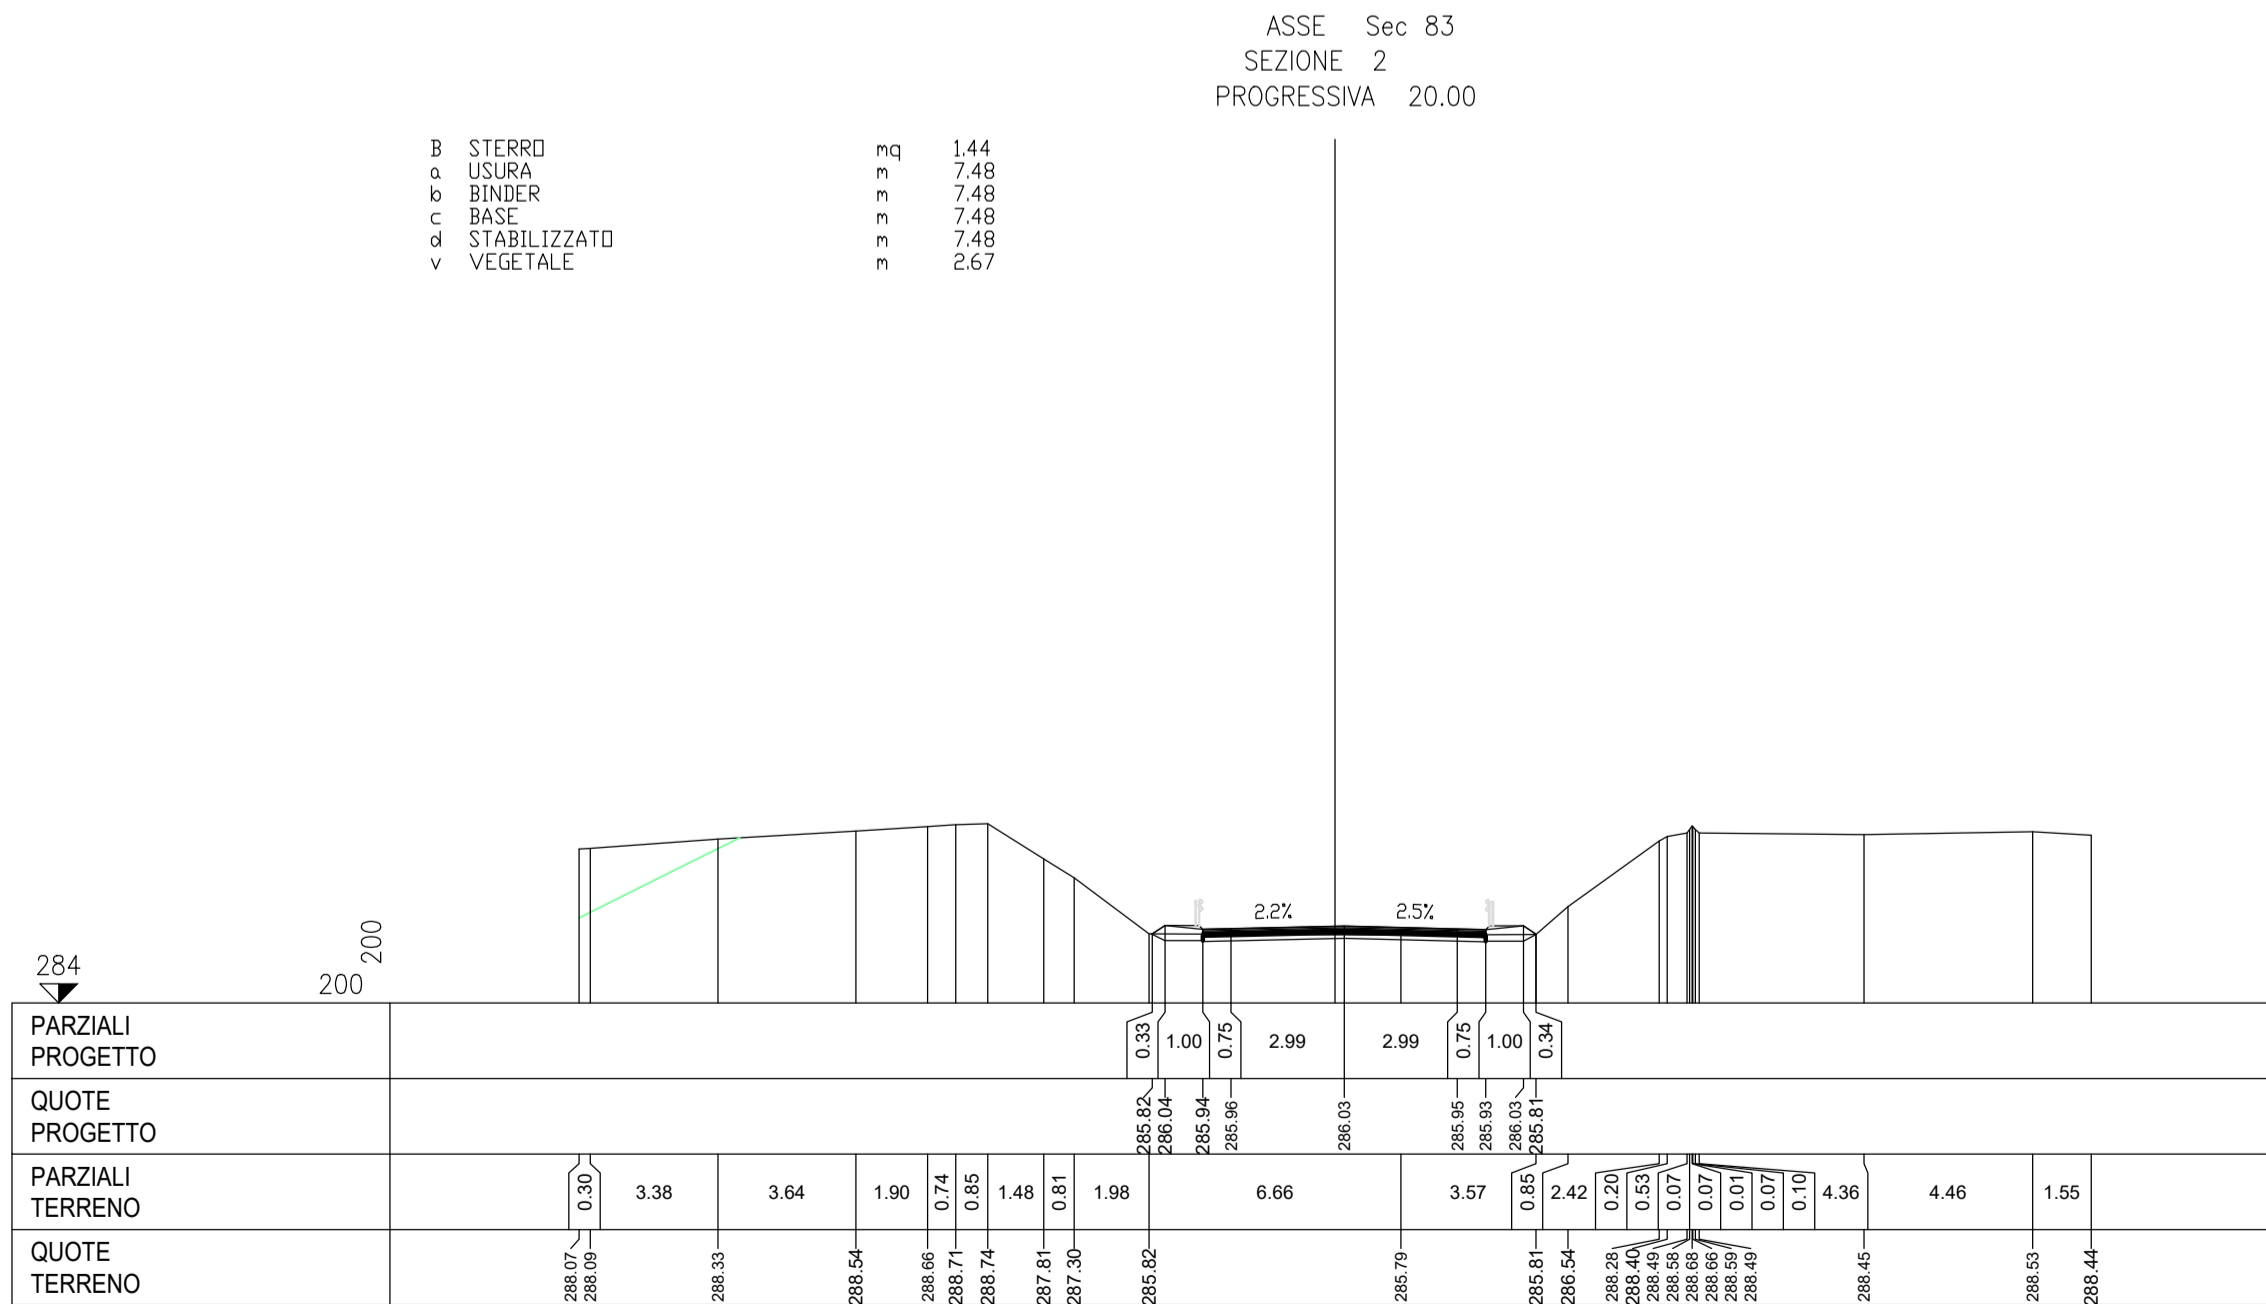 ASSE Sec 83
SEZIONE 2
PROGRESSIVA 20.00
B STERRO mq 1.44
a USURA m 7.48
b BINDER m 7.48
c BASE m 7.48
d STABILIZZATO m 7.48
v VEGETALE m 2.67
2.2% 2.5%
284 200 200
PARZIALI
PROGETTO
0.33 1.00 0.75 2.99 2.99 0.75 1.00 0.34
QUOTE
PROGETTO
285.82 286.04 285.94 285.96 286.03 285.95 285.93 286.03 285.81
PARZIALI
TERRENO
0.30 3.38 3.64 1.90 0.74 0.85 1.48 0.81 1.98 6.66 3.57 0.85 2.42 0.20 0.53 0.07 0.07 0.01 0.07 0.10 4.36 4.46 1.55
QUOTE
TERRENO
288.07 288.09 288.33 288.54 288.66 288.71 288.74 287.81 287.30 285.82 285.79 285.81 286.54 288.28 288.40 288.49 288.58 288.68 288.66 288.59 288.49 288.45 288.53 288.44